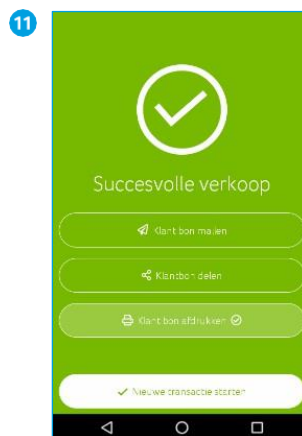 11
Succesvolle verkoop
Klant bon mailen
Klantbon delen
Klant bon afdrukken
Nieuwe transactie starten